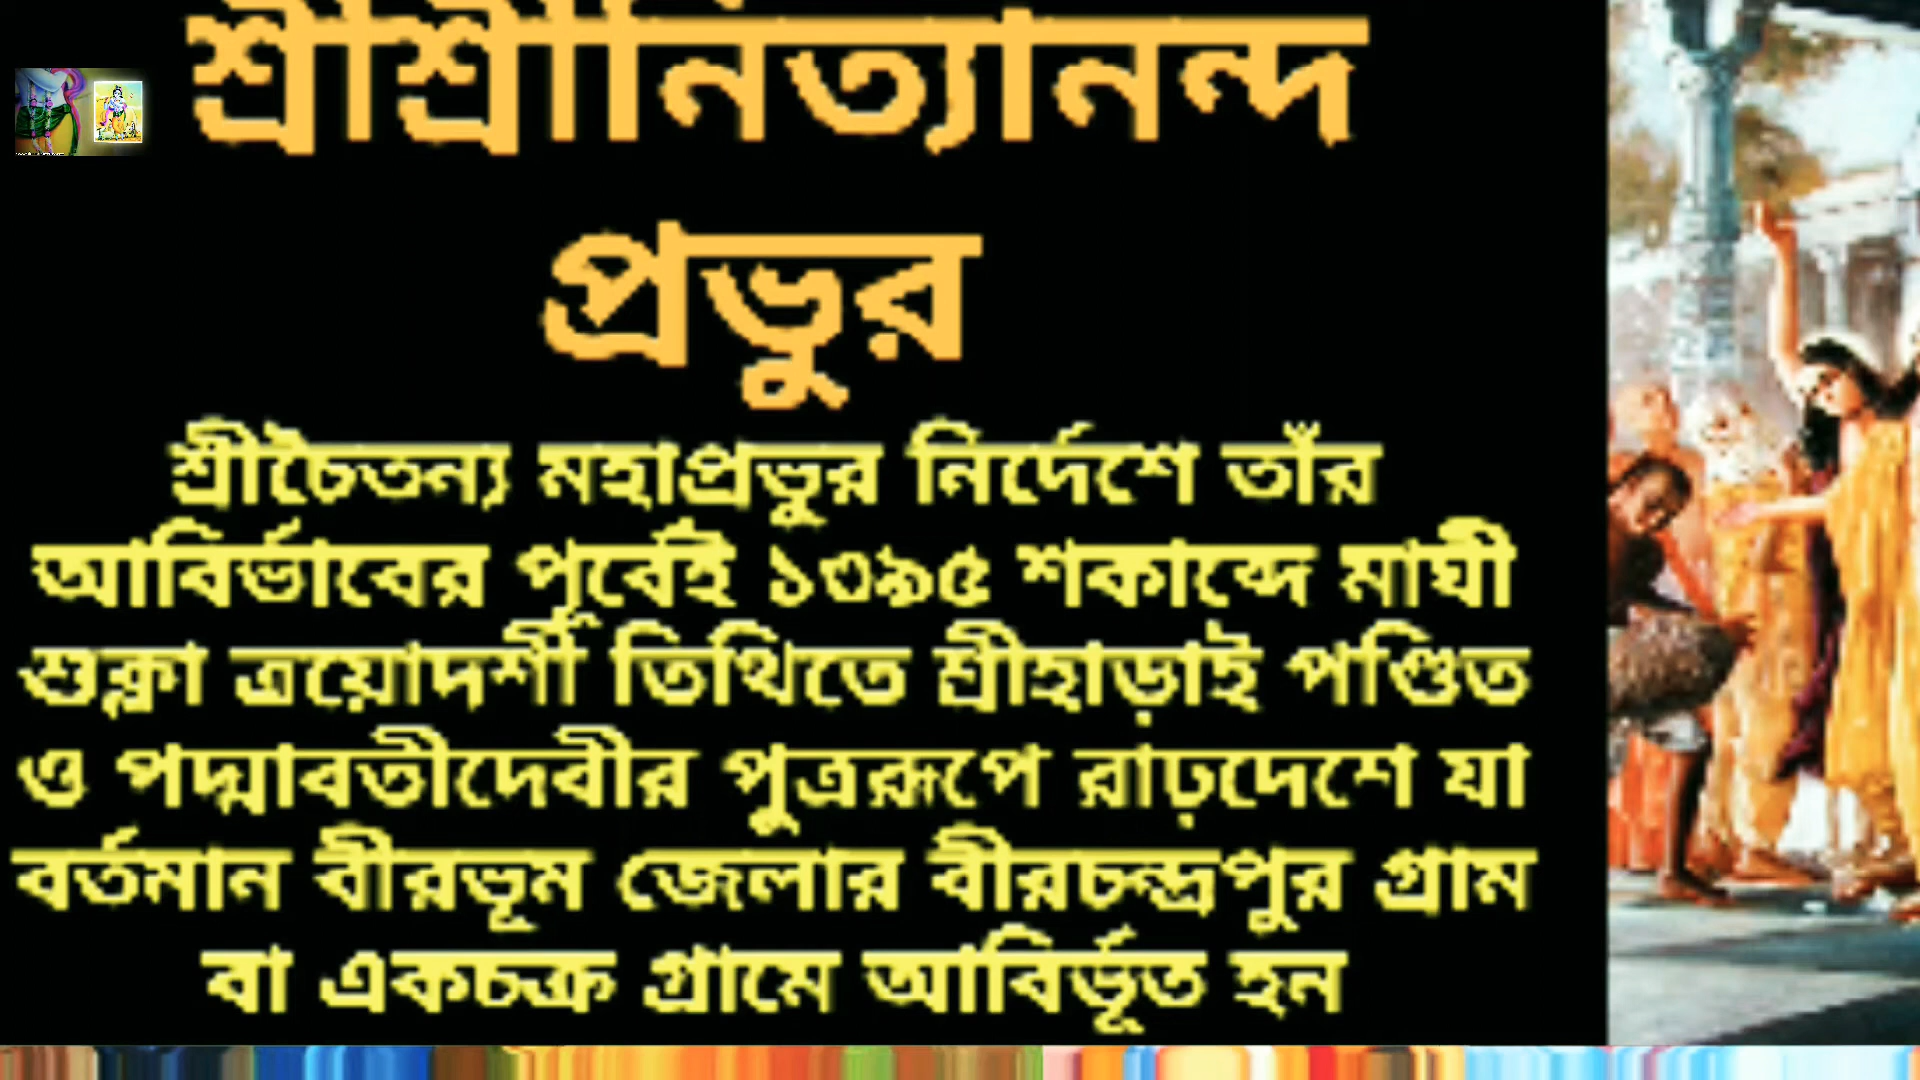 শ্রীশ্রীনিত্যানন্দ
প্রভুর
শ্রীচৈতন্য মহাপ্রভুর নির্দেশে তাঁর
আবির্ভাবের পূর্বেই ১৩৯৫ শকাব্দে মাঘী
শুক্লা ত্রয়োদশী তিথিতে শ্রীহাড়াই পণ্ডিত
ও পদ্মাবতীদেবীর পুত্ররূপে রাঢ়দেশে যা
বর্তমান বীরভূম জেলার বীরচন্দ্রপুর গ্রাম
বা একচক্র গ্রামে আবির্ভূত হন